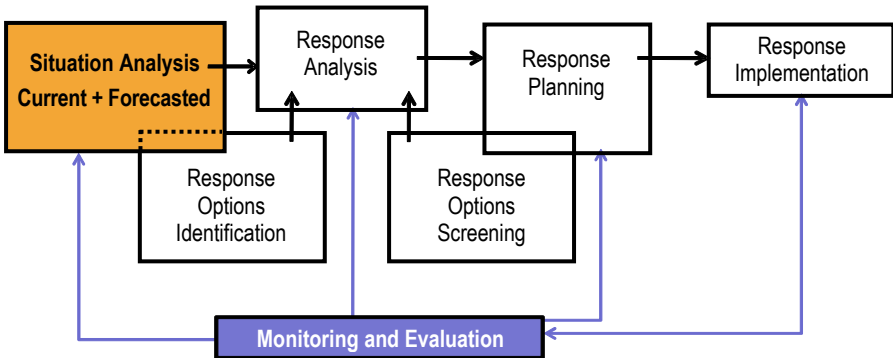 Situation Analysis
Current + Forecasted
Response
Analysis
Response
Planning
Response
Implementation
Response
Options
Identification
Response
Options
Screening
Monitoring and Evaluation